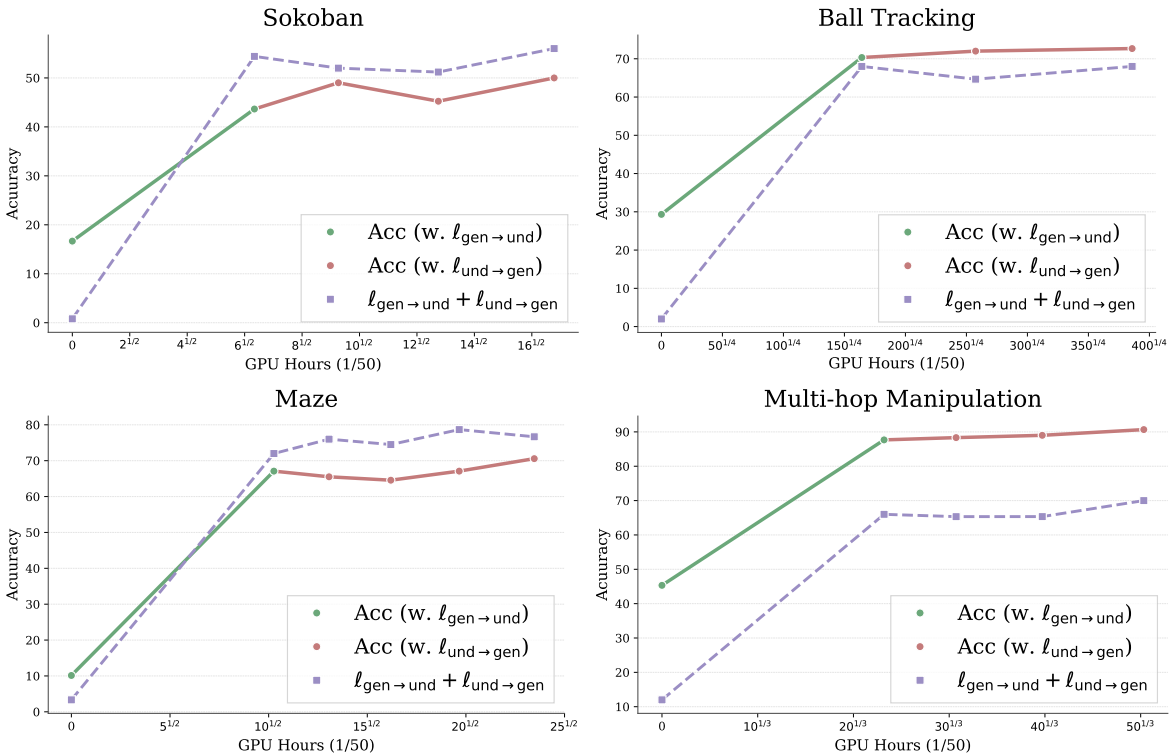 Sokoban
Acuuracy
50
40
30
20
10
0
Acc (w. ℓgen→und)
Acc (w. ℓund→gen)
ℓgen→und + ℓund→gen
0 2^1/2 4^1/2 6^1/2 8^1/2 10^1/2 12^1/2 14^1/2 16^1/2
GPU Hours (1/50)
Ball Tracking
Acuuracy
70
60
50
40
30
20
10
0
Acc (w. ℓgen→und)
Acc (w. ℓund→gen)
ℓgen→und + ℓund→gen
0 50^1/4 100^1/4 150^1/4 200^1/4 250^1/4 300^1/4 350^1/4 400^1/4
GPU Hours (1/50)
Maze
Acuuracy
80
70
60
50
40
30
20
10
0
Acc (w. ℓgen→und)
Acc (w. ℓund→gen)
ℓgen→und + ℓund→gen
0 5^1/2 10^1/2 15^1/2 20^1/2 25^1/2
GPU Hours (1/50)
Multi-hop Manipulation
Acuuracy
90
80
70
60
50
40
30
20
10
Acc (w. ℓgen→und)
Acc (w. ℓund→gen)
ℓgen→und + ℓund→gen
0 10^1/3 20^1/3 30^1/3 40^1/3 50^1/3
GPU Hours (1/50)